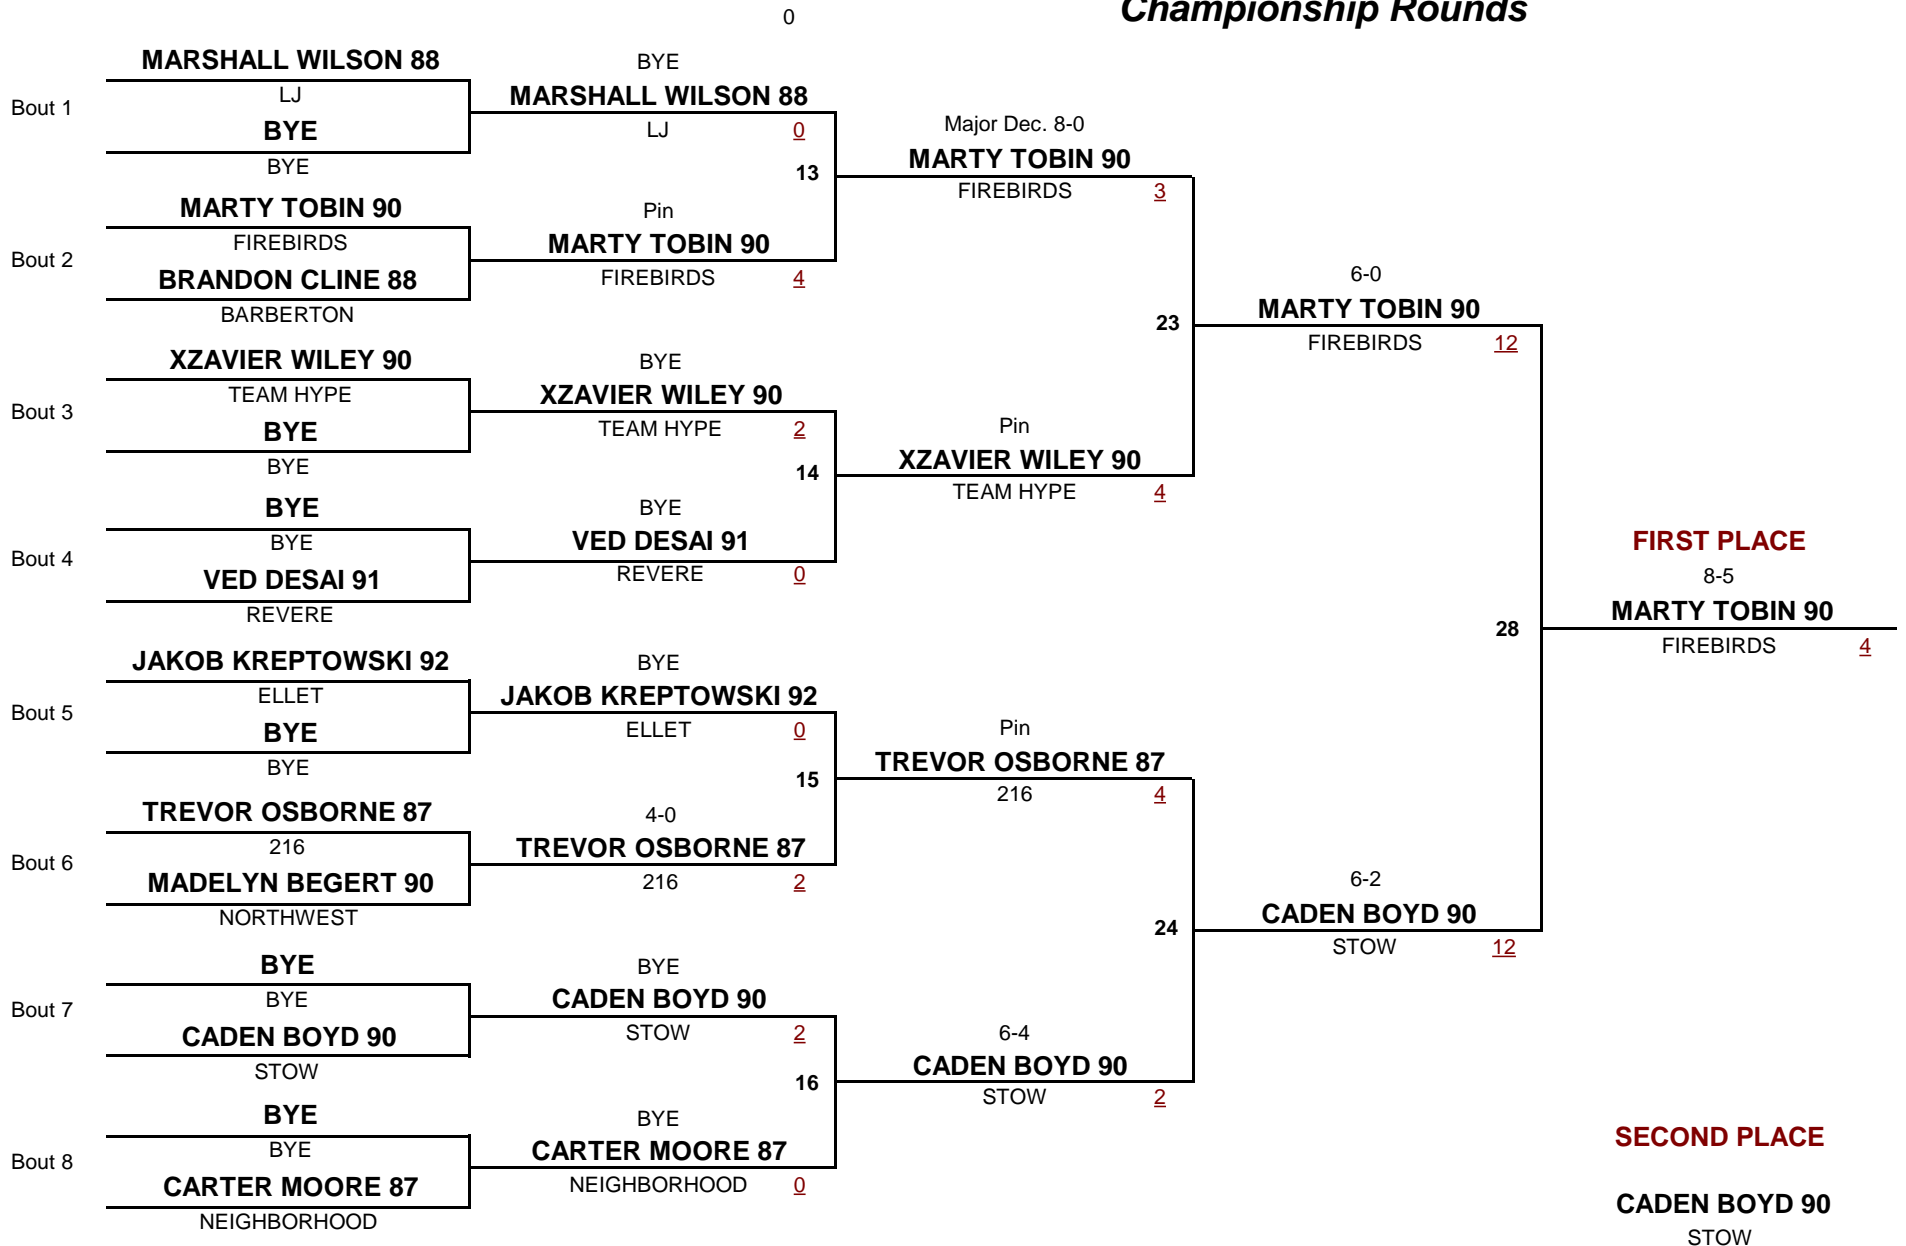 Championship Rounds
0
MARSHALL WILSON 88
LJ
Bout 1
BYE
BYE
MARTY TOBIN 90
FIREBIRDS
Bout 2
BRANDON CLINE 88
BARBERTON
XZAVIER WILEY 90
TEAM HYPE
Bout 3
BYE
BYE
BYE
BYE
Bout 4
VED DESAI 91
REVERE
JAKOB KREPTOWSKI 92
ELLET
Bout 5
BYE
BYE
TREVOR OSBORNE 87
216
Bout 6
MADELYN BEGERT 90
NORTHWEST
BYE
BYE
Bout 7
CADEN BOYD 90
STOW
BYE
BYE
Bout 8
CARTER MOORE 87
NEIGHBORHOOD
BYE
MARSHALL WILSON 88
LJ 0
13
Pin
MARTY TOBIN 90
FIREBIRDS 4
BYE
XZAVIER WILEY 90
TEAM HYPE 2
14
BYE
VED DESAI 91
REVERE 0
BYE
JAKOB KREPTOWSKI 92
ELLET 0
15
4-0
TREVOR OSBORNE 87
216 2
BYE
CADEN BOYD 90
STOW 2
16
BYE
CARTER MOORE 87
NEIGHBORHOOD 0
Major Dec. 8-0
MARTY TOBIN 90
FIREBIRDS 3
23
Pin
XZAVIER WILEY 90
TEAM HYPE 4
Pin
TREVOR OSBORNE 87
216 4
24
6-4
CADEN BOYD 90
STOW 2
6-0
MARTY TOBIN 90
FIREBIRDS 12
28
6-2
CADEN BOYD 90
STOW 12
FIRST PLACE
8-5
MARTY TOBIN 90
FIREBIRDS 4
SECOND PLACE
CADEN BOYD 90
STOW